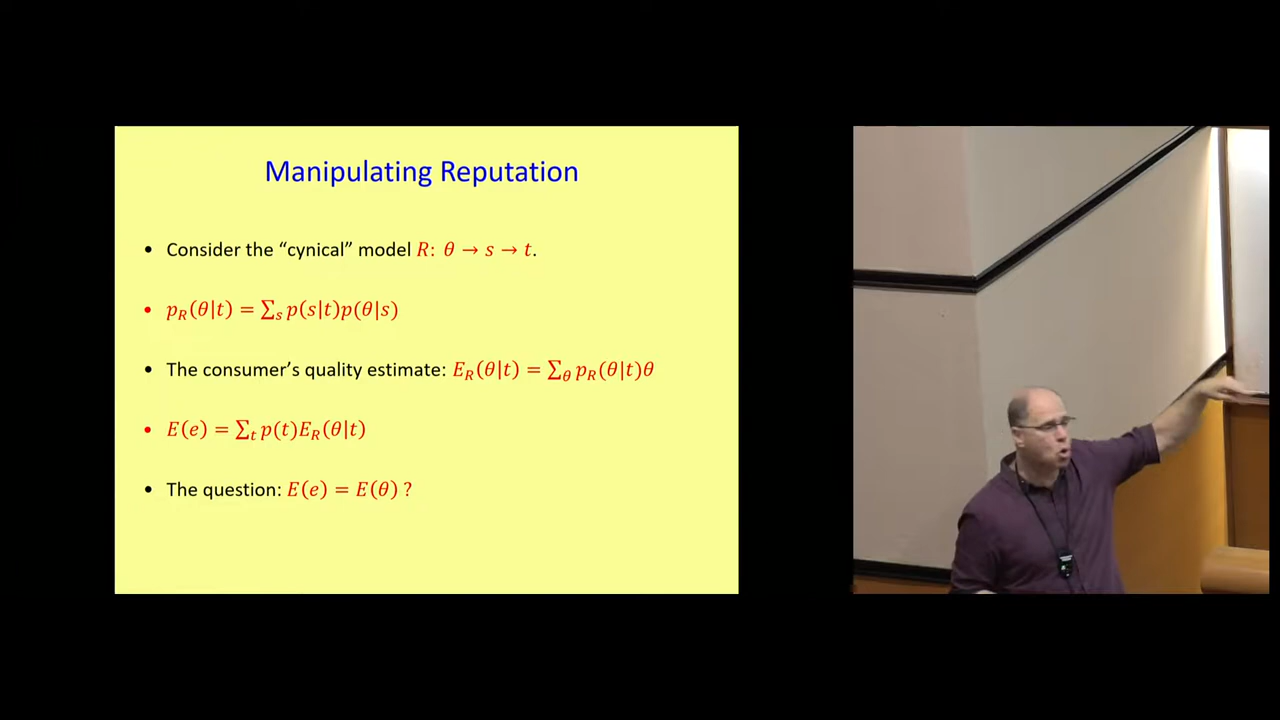 Manipulating Reputation
• Consider the “cynical” model R: θ → s → t.
• p_R(θ|t) = ∑_s p(s|t)p(θ|s)
• The consumer’s quality estimate: E_R(θ|t) = ∑_θ p_R(θ|t)θ
• E(e) = ∑_t p(t)E_R(θ|t)
• The question: E(e) = E(θ) ?